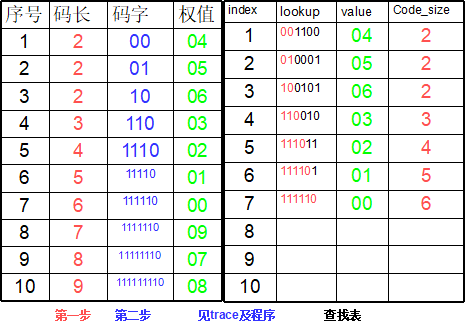 序号 码长 码字 权值 index lookup value Code_size
1 2 00 04 1 001100 04 2
2 2 01 05 2 010001 05 2
3 2 10 06 3 100101 06 2
4 3 110 03 4 110010 03 3
5 4 1110 02 5 111011 02 4
6 5 11110 01 6 111101 01 5
7 6 111110 00 7 111110 00 6
8 7 1111110 09 8
9 8 11111110 07 9
10 9 111111110 08 10
第一步 第二步 见trace及程序 查找表